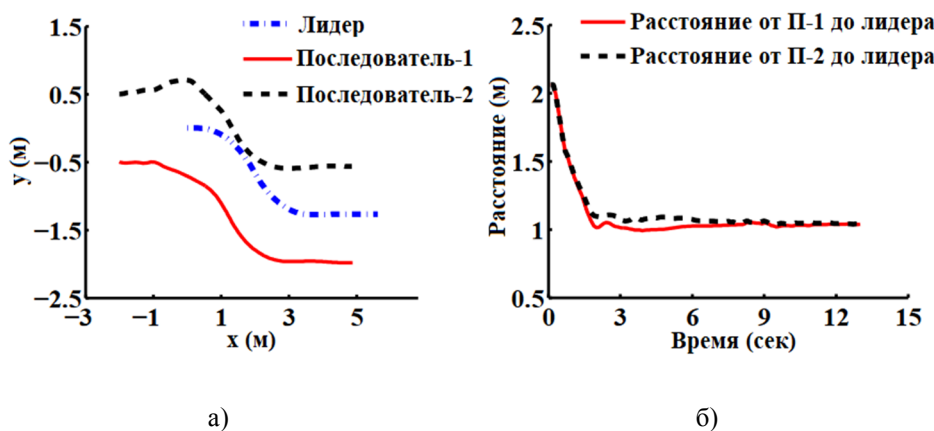 1.5
0.5
−0.5
−1.5
−2.5
−3
−1
1
3
5
y (м)
x (м)
Лидер
Последователь-1
Последователь-2
а)
2.5
2
1.5
1
0.5
0
3
6
9
12
15
Расстояние (м)
Время (сек)
Расстояние от П-1 до лидера
Расстояние от П-2 до лидера
б)